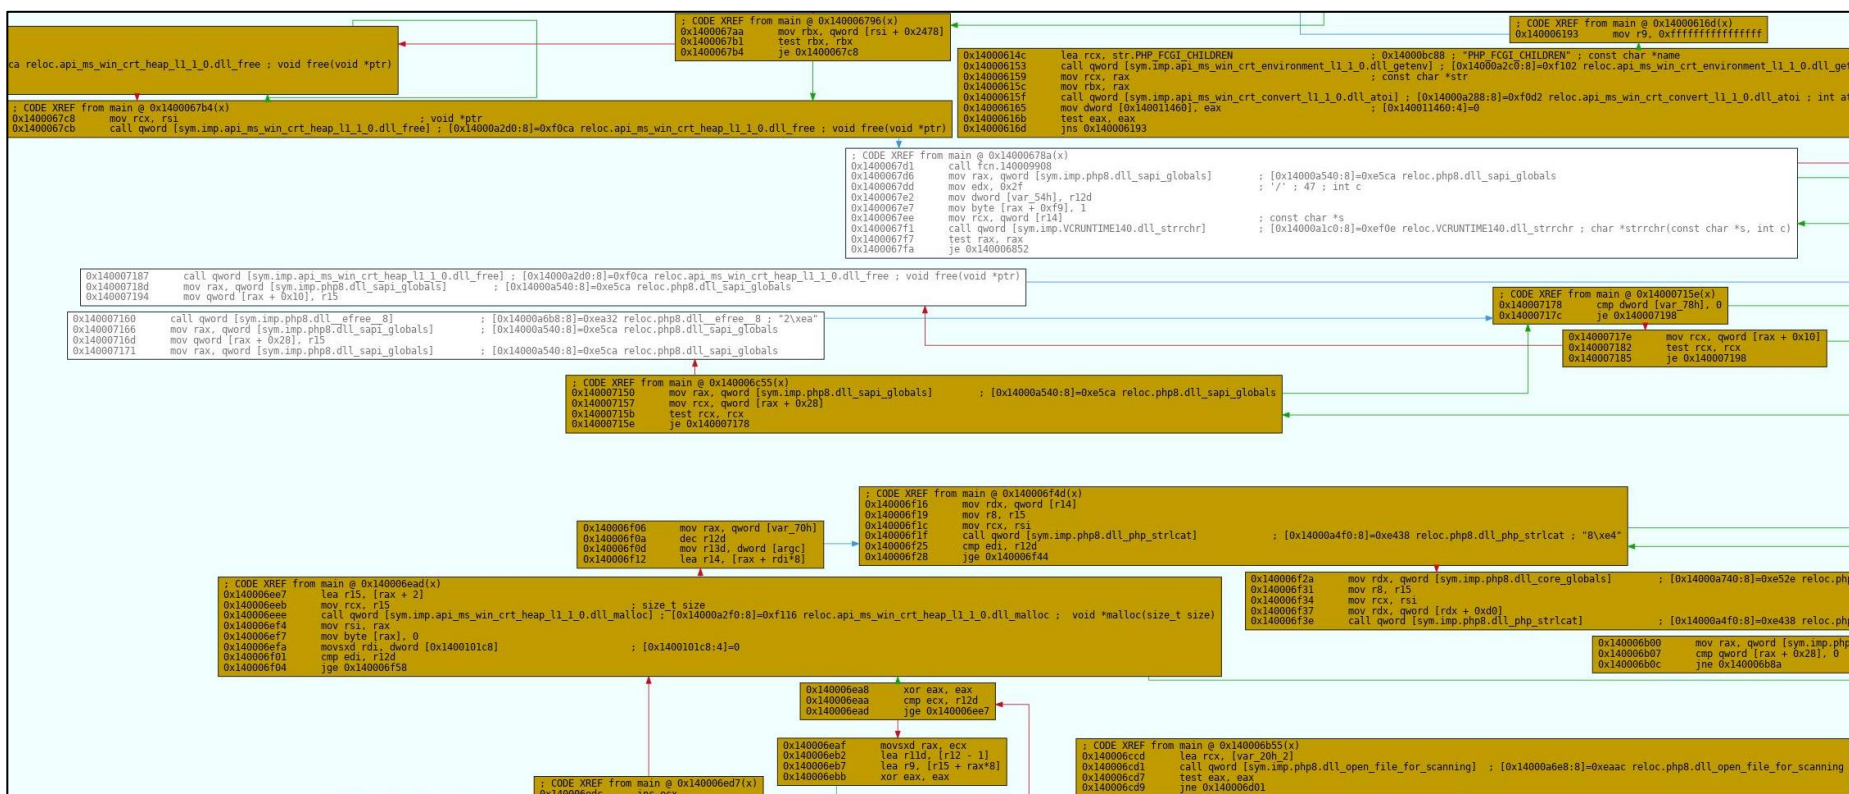 ca reloc.api_ms_win_crt_heap_l1_1_0.dll_free ; void free(void *ptr)
; CODE XREF from main @ 0x1400067b4(x)
0x1400067c8 mov rcx, rsi ; void *ptr
0x1400067cb call qword [sym.imp.api_ms_win_crt_heap_l1_1_0.dll_free] ; [0x14000a2d0:8]=0xf0ca reloc.api_ms_win_crt_heap_l1_1_0.dll_free ; void free(void *ptr)
; CODE XREF from main @ 0x140006796(x)
0x1400067aa mov rbx, qword [rsi + 0x2478]
0x1400067b1 test rbx, rbx
0x1400067b4 je 0x1400067c8
; CODE XREF from main @ 0x14000616d(x)
0x140006193 mov r9, 0xffffffffffffffff
0x14000614c lea rcx, str.PHP_FCGI_CHILDREN ; 0x14000bc88 ; "PHP_FCGI_CHILDREN" ; const char *name
0x140006153 call qword [sym.imp.api_ms_win_crt_environment_l1_1_0.dll_getenv] ; [0x14000a2c0:8]=0xf102 reloc.api_ms_win_crt_environment_l1_1_0.dll_get
0x140006159 mov rcx, rax ; const char *str
0x14000615c mov rbx, rax
0x14000615f call qword [sym.imp.api_ms_win_crt_convert_l1_1_0.dll_atoi] ; [0x14000a288:8]=0xf0d2 reloc.api_ms_win_crt_convert_l1_1_0.dll_atoi ; int at
0x140006165 mov dword [0x140011460], eax ; [0x140011460:4]=0
0x14000616b test eax, eax
0x14000616d jns 0x140006193
; CODE XREF from main @ 0x14000678a(x)
0x1400067d1 call fcn.140009908
0x1400067d6 mov rax, qword [sym.imp.php8.dll_sapi_globals] ; [0x14000a540:8]=0xe5ca reloc.php8.dll_sapi_globals
0x1400067dd mov edx, 0x2f ; '/' ; 47 ; int c
0x1400067e2 mov dword [var_54h], r12d
0x1400067e7 mov byte [rax + 0xf9], 1
0x1400067ee mov rcx, qword [r14] ; const char *s
0x1400067f1 call qword [sym.imp.VCRUNTIME140.dll_strrchr] ; [0x14000a1c0:8]=0xef0e reloc.VCRUNTIME140.dll_strrchr ; char *strrchr(const char *s, int c)
0x1400067f7 test rax, rax
0x1400067fa je 0x140006852
0x140007187 call qword [sym.imp.api_ms_win_crt_heap_l1_1_0.dll_free] ; [0x14000a2d0:8]=0xf0ca reloc.api_ms_win_crt_heap_l1_1_0.dll_free ; void free(void *ptr)
0x14000718d mov rax, qword [sym.imp.php8.dll_sapi_globals] ; [0x14000a540:8]=0xe5ca reloc.php8.dll_sapi_globals
0x140007194 mov qword [rax + 0x10], r15
0x140007160 call qword [sym.imp.php8.dll__efree__8] ; [0x14000a6b8:8]=0xea32 reloc.php8.dll__efree__8 ; "2\xea"
0x140007166 mov rax, qword [sym.imp.php8.dll_sapi_globals] ; [0x14000a540:8]=0xe5ca reloc.php8.dll_sapi_globals
0x14000716d mov qword [rax + 0x28], r15
0x140007171 mov rax, qword [sym.imp.php8.dll_sapi_globals] ; [0x14000a540:8]=0xe5ca reloc.php8.dll_sapi_globals
; CODE XREF from main @ 0x14000715e(x)
0x140007178 cmp dword [var_78h], 0
0x14000717c je 0x140007198
0x14000717e mov rcx, qword [rax + 0x10]
0x140007182 test rcx, rcx
0x140007185 je 0x140007198
; CODE XREF from main @ 0x140006c55(x)
0x140007150 mov rax, qword [sym.imp.php8.dll_sapi_globals] ; [0x14000a540:8]=0xe5ca reloc.php8.dll_sapi_globals
0x140007157 mov rcx, qword [rax + 0x28]
0x14000715b test rcx, rcx
0x14000715e je 0x140007178
; CODE XREF from main @ 0x140006f4d(x)
0x140006f16 mov rdx, qword [r14]
0x140006f19 mov r8, r15
0x140006f1c mov rcx, rsi
0x140006f1f call qword [sym.imp.php8.dll_php_strlcat] ; [0x14000a4f0:8]=0xe438 reloc.php8.dll_php_strlcat ; "8\xe4"
0x140006f25 cmp edi, r12d
0x140006f28 jge 0x140006f44
0x140006f06 mov rax, qword [var_70h]
0x140006f0a dec r12d
0x140006f0d mov r13d, dword [argc]
0x140006f12 lea r14, [rax + rdi*8]
; CODE XREF from main @ 0x140006ead(x)
0x140006ee7 lea r15, [rax + 2]
0x140006eeb mov rcx, r15 ; size_t size
0x140006eee call qword [sym.imp.api_ms_win_crt_heap_l1_1_0.dll_malloc] ; [0x14000a2f0:8]=0xf116 reloc.api_ms_win_crt_heap_l1_1_0.dll_malloc ; void *malloc(size_t size)
0x140006ef4 mov rsi, rax
0x140006ef7 mov byte [rax], 0
0x140006efa movsxd rdi, dword [0x1400101c8] ; [0x1400101c8:4]=0
0x140006f01 cmp edi, r12d
0x140006f04 jge 0x140006f58
0x140006f2a mov rdx, qword [sym.imp.php8.dll_core_globals] ; [0x14000a740:8]=0xe52e reloc.php
0x140006f31 mov r8, r15
0x140006f34 mov rcx, rsi
0x140006f37 mov rdx, qword [rdx + 0xd0]
0x140006f3e call qword [sym.imp.php8.dll_php_strlcat] ; [0x14000a4f0:8]=0xe438 reloc.php
0x140006b00 mov rax, qword [sym.imp.php
0x140006b07 cmp qword [rax + 0x28], 0
0x140006b0c jne 0x140006b8a
0x140006ea8 xor eax, eax
0x140006eaa cmp ecx, r12d
0x140006ead jge 0x140006ee7
0x140006eaf movsxd rax, ecx
0x140006eb2 lea r11d, [r12 - 1]
0x140006eb7 lea r9, [r15 + rax*8]
0x140006ebb xor eax, eax
; CODE XREF from main @ 0x140006b55(x)
0x140006ccd lea rcx, [var_20h_2]
0x140006cd1 call qword [sym.imp.php8.dll_open_file_for_scanning] ; [0x14000a6e8:8]=0xeaac reloc.php8.dll_open_file_for_scanning
0x140006cd7 test eax, eax
0x140006cd9 jne 0x140006d01
; CODE XREF from main @ 0x140006ed7(x)